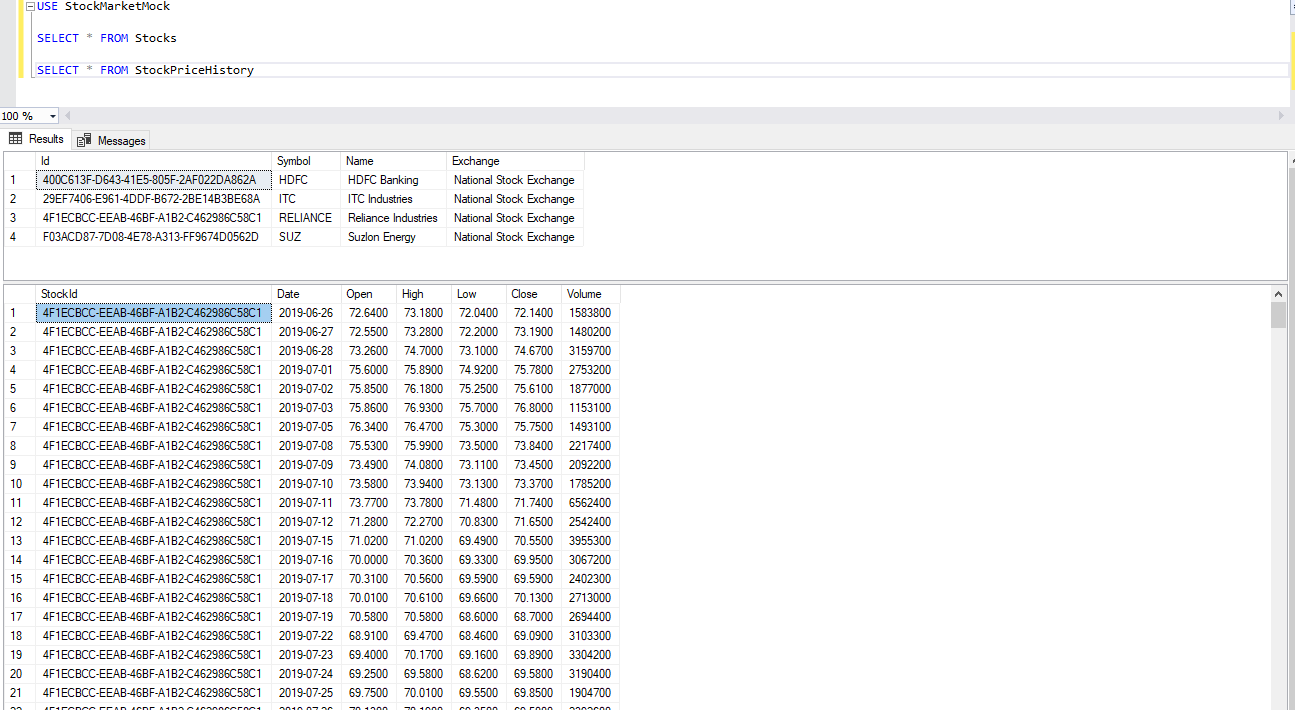 USE StockMarketMock
SELECT * FROM Stocks
SELECT * FROM StockPriceHistory
100 %
Results Messages
Id Symbol Name Exchange
1 400C613F-D643-41E5-805F-2AF022DA862A HDFC HDFC Banking National Stock Exchange
2 29EF7406-E961-4DDF-B672-2BE14B3BE68A ITC ITC Industries National Stock Exchange
3 4F1ECBCC-EEAB-46BF-A1B2-C462986C58C1 RELIANCE Reliance Industries National Stock Exchange
4 F03ACD87-7D08-4E78-A313-FF9674D0562D SUZ Suzlon Energy National Stock Exchange
StockId Date Open High Low Close Volume
1 4F1ECBCC-EEAB-46BF-A1B2-C462986C58C1 2019-06-26 72.6400 73.1800 72.0400 72.1400 1583800
2 4F1ECBCC-EEAB-46BF-A1B2-C462986C58C1 2019-06-27 72.5500 73.2800 72.2000 73.1900 1480200
3 4F1ECBCC-EEAB-46BF-A1B2-C462986C58C1 2019-06-28 73.2600 74.7000 73.1000 74.6700 3159700
4 4F1ECBCC-EEAB-46BF-A1B2-C462986C58C1 2019-07-01 75.6000 75.8900 74.9200 75.7800 2753200
5 4F1ECBCC-EEAB-46BF-A1B2-C462986C58C1 2019-07-02 75.8500 76.1800 75.2500 75.6100 1877000
6 4F1ECBCC-EEAB-46BF-A1B2-C462986C58C1 2019-07-03 75.8600 76.9300 75.7000 76.8000 1153100
7 4F1ECBCC-EEAB-46BF-A1B2-C462986C58C1 2019-07-05 76.3400 76.4700 75.3000 75.7500 1493100
8 4F1ECBCC-EEAB-46BF-A1B2-C462986C58C1 2019-07-08 75.5300 75.9900 73.5000 73.8400 2217400
9 4F1ECBCC-EEAB-46BF-A1B2-C462986C58C1 2019-07-09 73.4900 74.0800 73.1100 73.4500 2092200
10 4F1ECBCC-EEAB-46BF-A1B2-C462986C58C1 2019-07-10 73.5800 73.9400 73.1300 73.3700 1785200
11 4F1ECBCC-EEAB-46BF-A1B2-C462986C58C1 2019-07-11 73.7700 73.7800 71.4800 71.7400 6562400
12 4F1ECBCC-EEAB-46BF-A1B2-C462986C58C1 2019-07-12 71.2800 72.2700 70.8300 71.6500 2542400
13 4F1ECBCC-EEAB-46BF-A1B2-C462986C58C1 2019-07-15 71.0200 71.0200 69.4900 70.5500 3955300
14 4F1ECBCC-EEAB-46BF-A1B2-C462986C58C1 2019-07-16 70.0000 70.3600 69.3300 69.9500 3067200
15 4F1ECBCC-EEAB-46BF-A1B2-C462986C58C1 2019-07-17 70.3100 70.5600 69.5900 69.5900 2402300
16 4F1ECBCC-EEAB-46BF-A1B2-C462986C58C1 2019-07-18 70.0100 70.6100 69.6600 70.1300 2713000
17 4F1ECBCC-EEAB-46BF-A1B2-C462986C58C1 2019-07-19 70.5800 70.5800 68.6000 68.7000 2694400
18 4F1ECBCC-EEAB-46BF-A1B2-C462986C58C1 2019-07-22 68.9100 69.4700 68.4600 69.0900 3103300
19 4F1ECBCC-EEAB-46BF-A1B2-C462986C58C1 2019-07-23 69.4000 70.1700 69.1600 69.8900 3304200
20 4F1ECBCC-EEAB-46BF-A1B2-C462986C58C1 2019-07-24 69.2500 69.5800 68.6200 69.5800 3190400
21 4F1ECBCC-EEAB-46BF-A1B2-C462986C58C1 2019-07-25 69.7500 70.0100 69.5500 69.8500 1904700